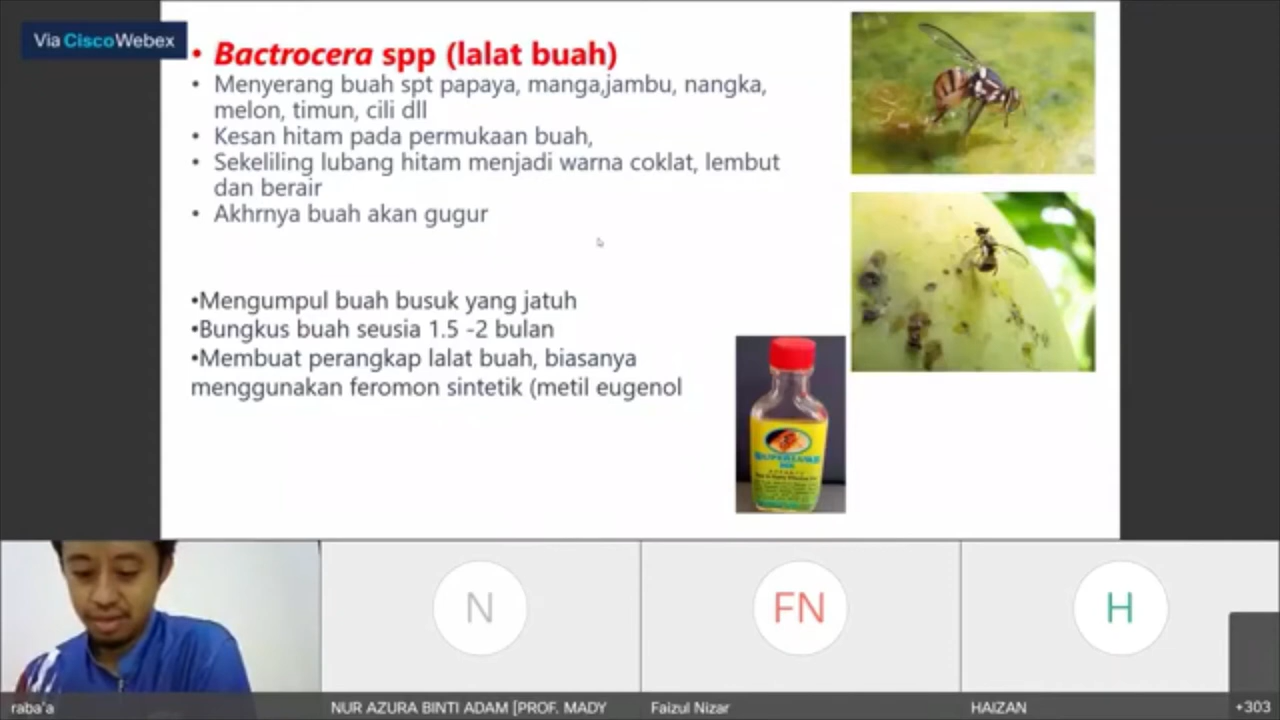 Via Cisco Webex
• Bactrocera spp (lalat buah)
• Menyerang buah spt papaya, manga,jambu, nangka,
melon, timun, cili dll
• Kesan hitam pada permukaan buah,
• Sekeliling lubang hitam menjadi warna coklat, lembut
dan berair
• Akhrnya buah akan gugur
•Mengumpul buah busuk yang jatuh
•Bungkus buah seusia 1.5 -2 bulan
•Membuat perangkap lalat buah, biasanya
menggunakan feromon sintetik (metil eugenol
N
FN
H
raba'a
NUR AZURA BINTI ADAM [PROF. MADY
Faizul Nizar
HAIZAN
+303